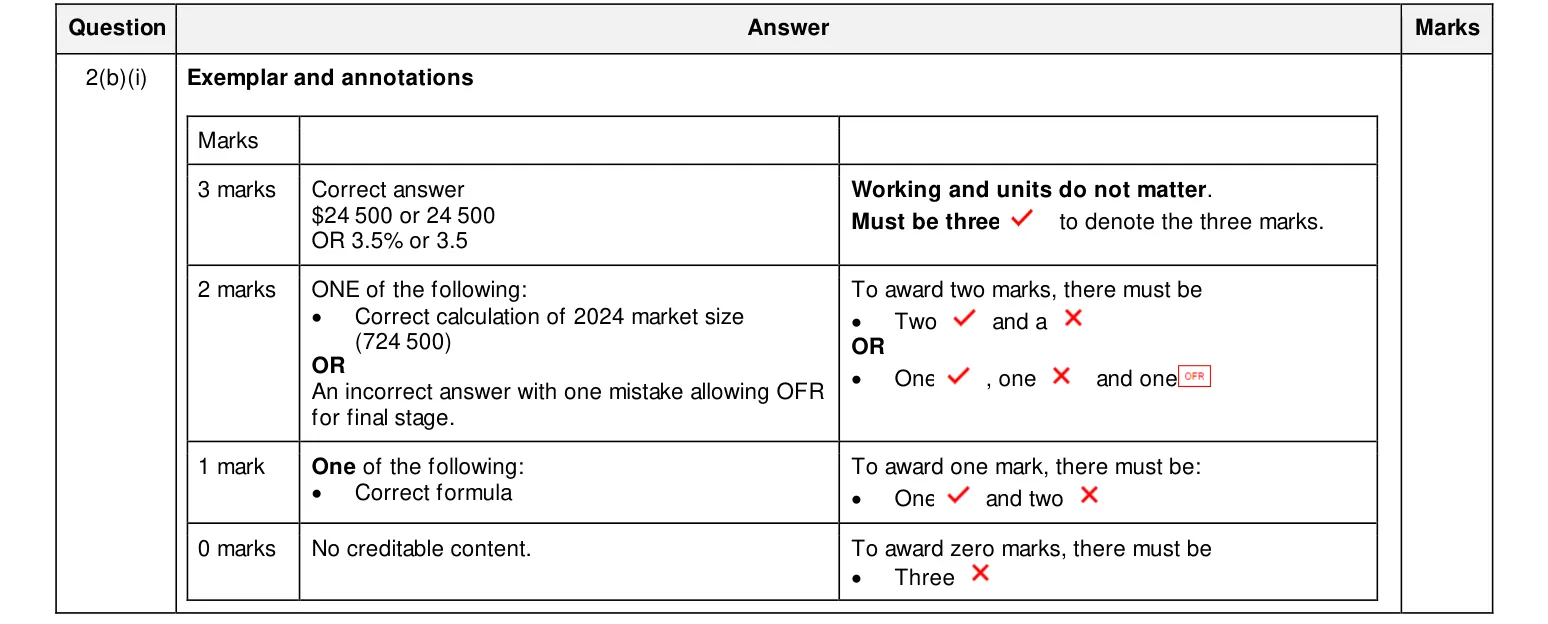 Question Answer Marks
2(b)(i) Exemplar and annotations
Marks
3 marks Correct answer Working and units do not matter.
$24 500 or 24 500 Must be three ✓ to denote the three marks.
OR 3.5% or 3.5
2 marks ONE of the following: To award two marks, there must be
• Correct calculation of 2024 market size • Two ✓ and a ✗
(724 500) OR
OR • One ✓ , one ✗ and one OFR
An incorrect answer with one mistake allowing OFR
for final stage.
1 mark One of the following: To award one mark, there must be:
• Correct formula • One ✓ and two ✗
0 marks No creditable content. To award zero marks, there must be
• Three ✗